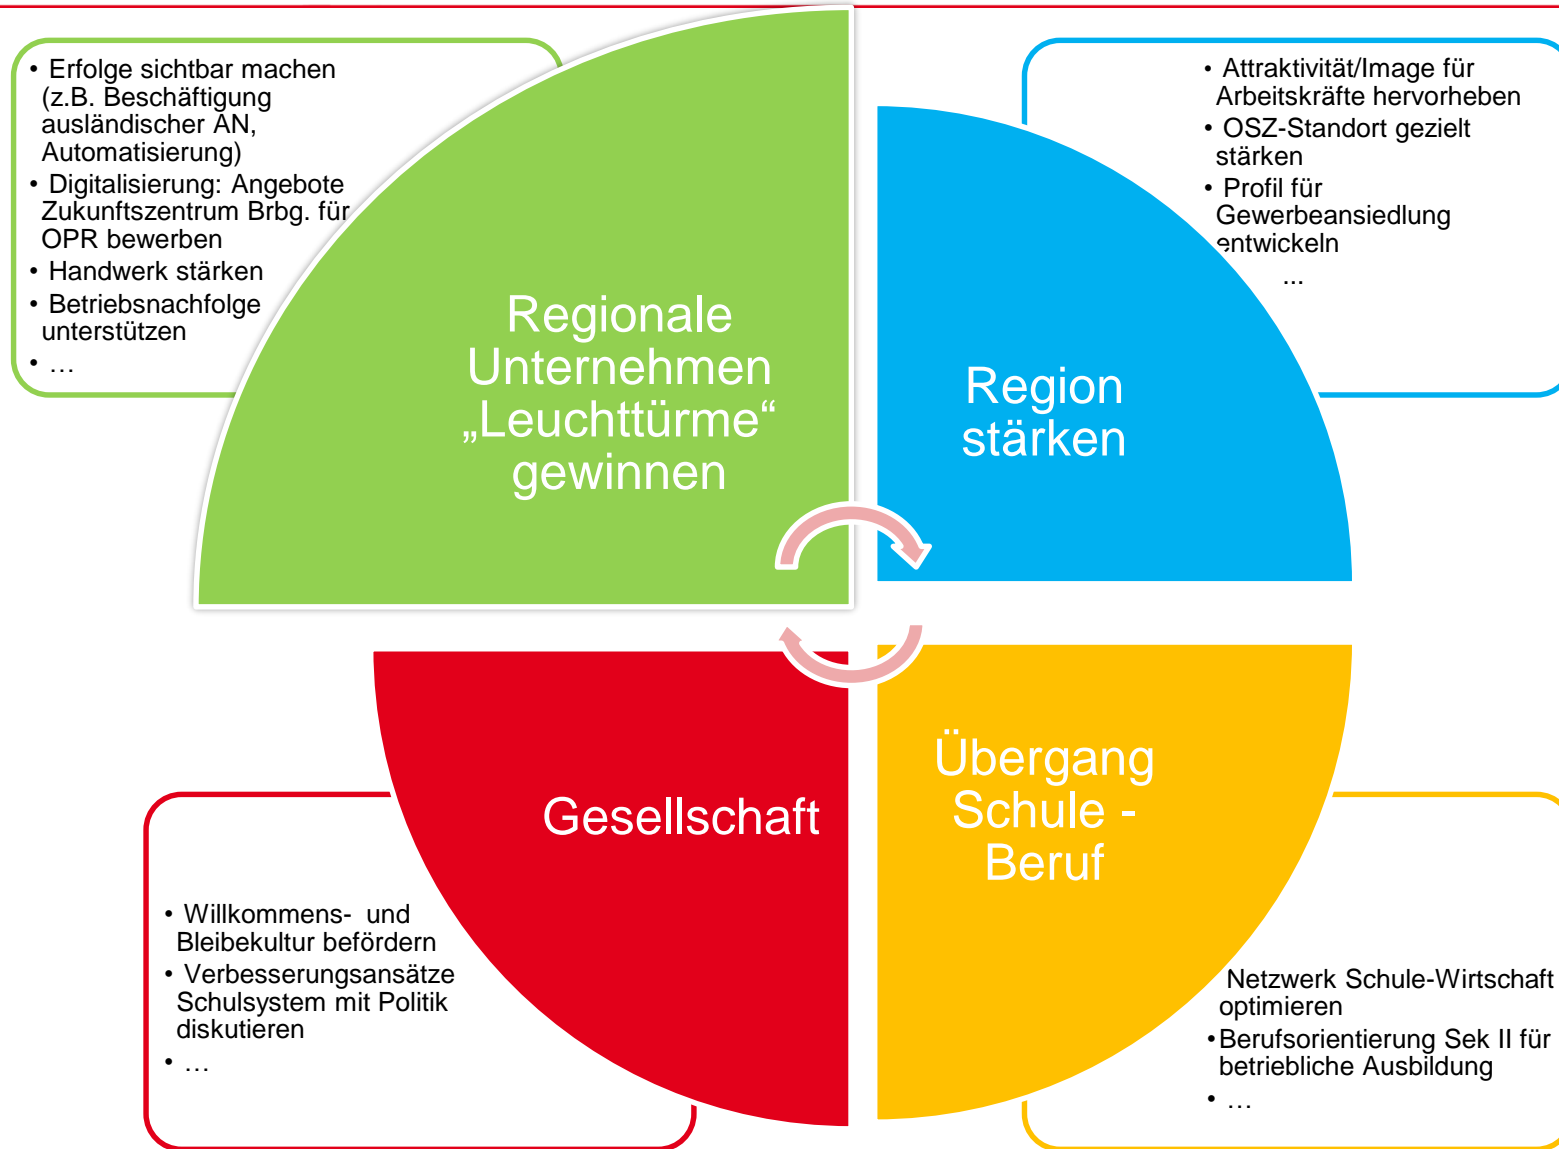 • Erfolge sichtbar machen
(z.B. Beschäftigung
ausländischer AN,
Automatisierung)
• Digitalisierung: Angebote
Zukunftszentrum Brbg. für
OPR bewerben
• Handwerk stärken
• Betriebsnachfolge
unterstützen
• …
Regionale
Unternehmen
„Leuchttürme“
gewinnen
• Attraktivität/Image für
Arbeitskräfte hervorheben
• OSZ-Standort gezielt
stärken
• Profil für
Gewerbeansiedlung
entwickeln
...
Region
stärken
Gesellschaft
• Willkommens- und
Bleibekultur befördern
• Verbesserungsansätze
Schulsystem mit Politik
diskutieren
• …
Übergang
Schule -
Beruf
Netzwerk Schule-Wirtschaft
optimieren
• Berufsorientierung Sek II für
betriebliche Ausbildung
• …